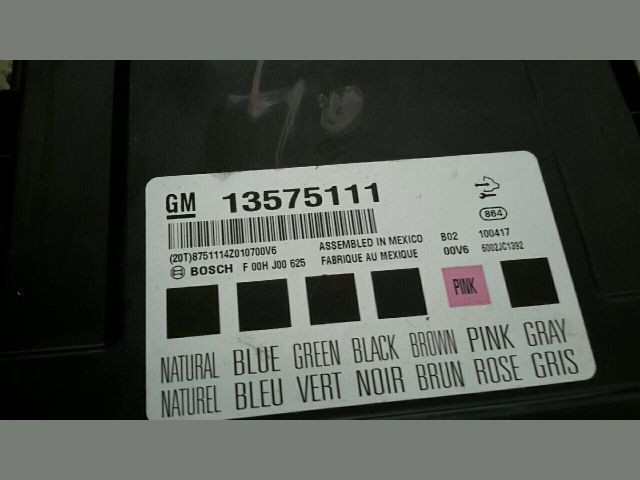 GM 13575111
864
(20T)8751114Z010700V6
ASSEMBLED IN MEXICO B02 100417
BOSCH F 00H J00 625 FABRIQUE AU MEXIQUE 00V6 6002JC1392
PINK
NATURAL BLUE GREEN BLACK BROWN PINK GRAY
NATUREL BLEU VERT NOIR BRUN ROSE GRIS